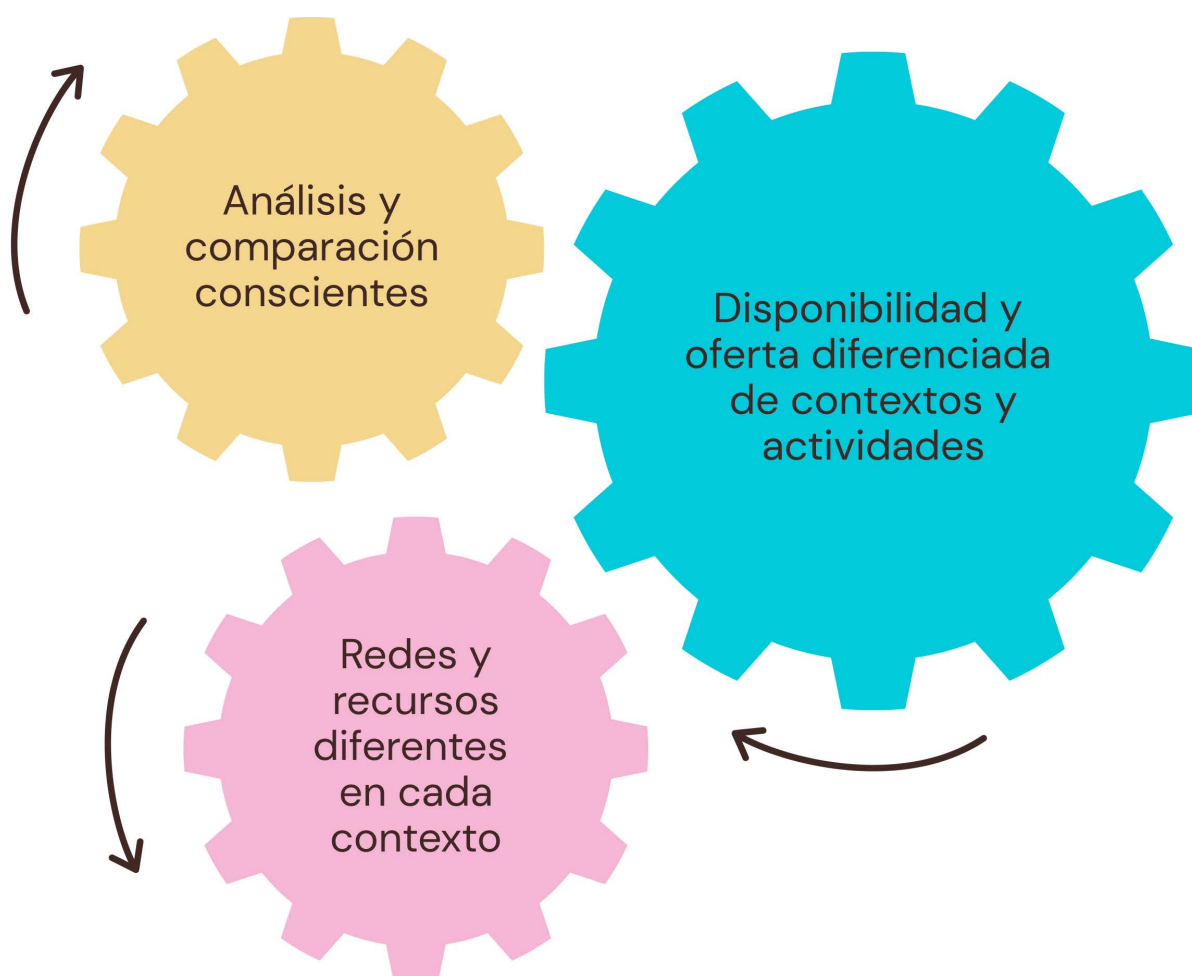 Análisis y
comparación
conscientes
Disponibilidad y
oferta diferenciada
de contextos y
actividades
Redes y
recursos
diferentes
en cada
contexto